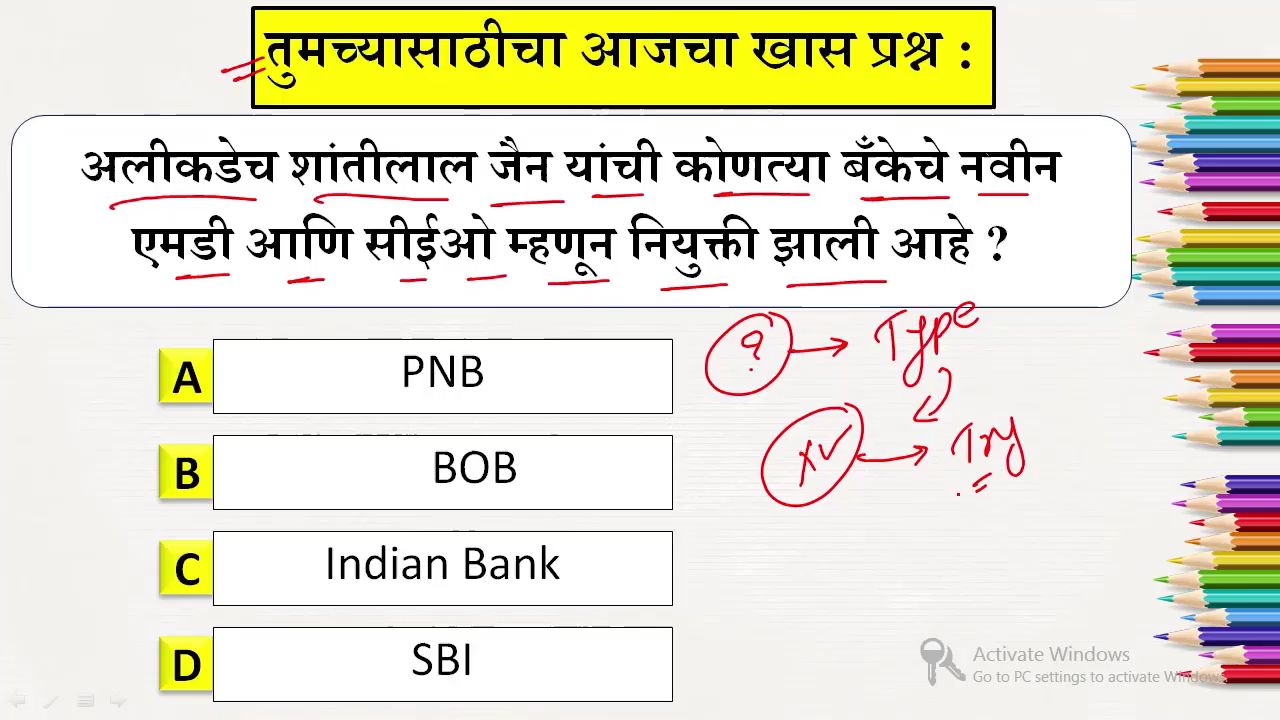 तुमच्यासाठीचा आजचा खास प्रश्न :
अलीकडेच शांतीलाल जैन यांची कोणत्या बँकेचे नवीन
एमडी आणि सीईओ म्हणून नियुक्ती झाली आहे ?
? → Type
A PNB
XV → Try
B BOB
C Indian Bank
D SBI
Activate Windows
Go to PC settings to activate Windows.